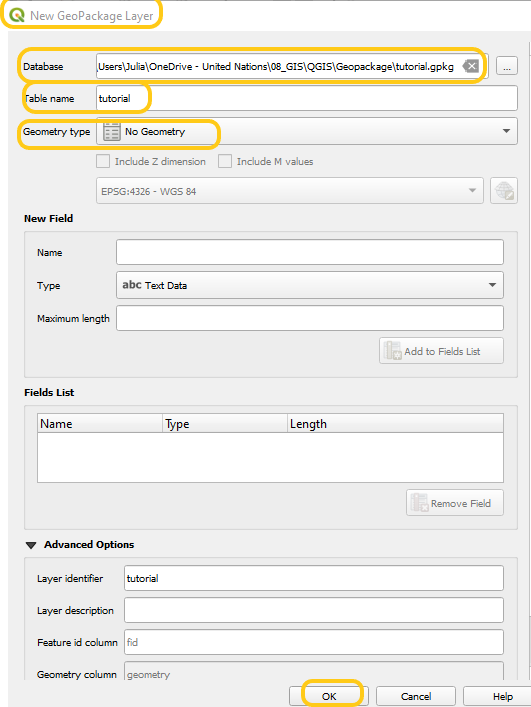 New GeoPackage Layer
Database :\Users\Julia\OneDrive - United Nations\08_GIS\QGIS\Geopackage\tutorial.gpkg ...
Table name tutorial
Geometry type No Geometry
Include Z dimension Include M values
EPSG:4326 - WGS 84
New Field
Name
Type abc Text Data
Maximum length
Add to Fields List
Fields List
Name Type Length
Remove Field
Advanced Options
Layer identifier tutorial
Layer description
Feature id column fid
Geometry column geometry
OK Cancel Help